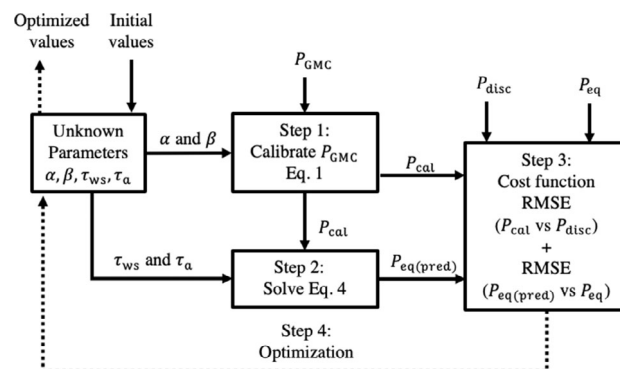 Optimized
values
Initial
values
P_GMC
P_disc
P_eq
Unknown
Parameters
α, β, τ_ws, τ_a
α and β
Step 1:
Calibrate P_GMC
Eq. 1
P_cal
Step 3:
Cost function
RMSE
(P_cal vs P_disc)
+
RMSE
(P_eq(pred) vs P_eq)
P_cal
τ_ws and τ_a
Step 2:
Solve Eq. 4
P_eq(pred)
Step 4:
Optimization